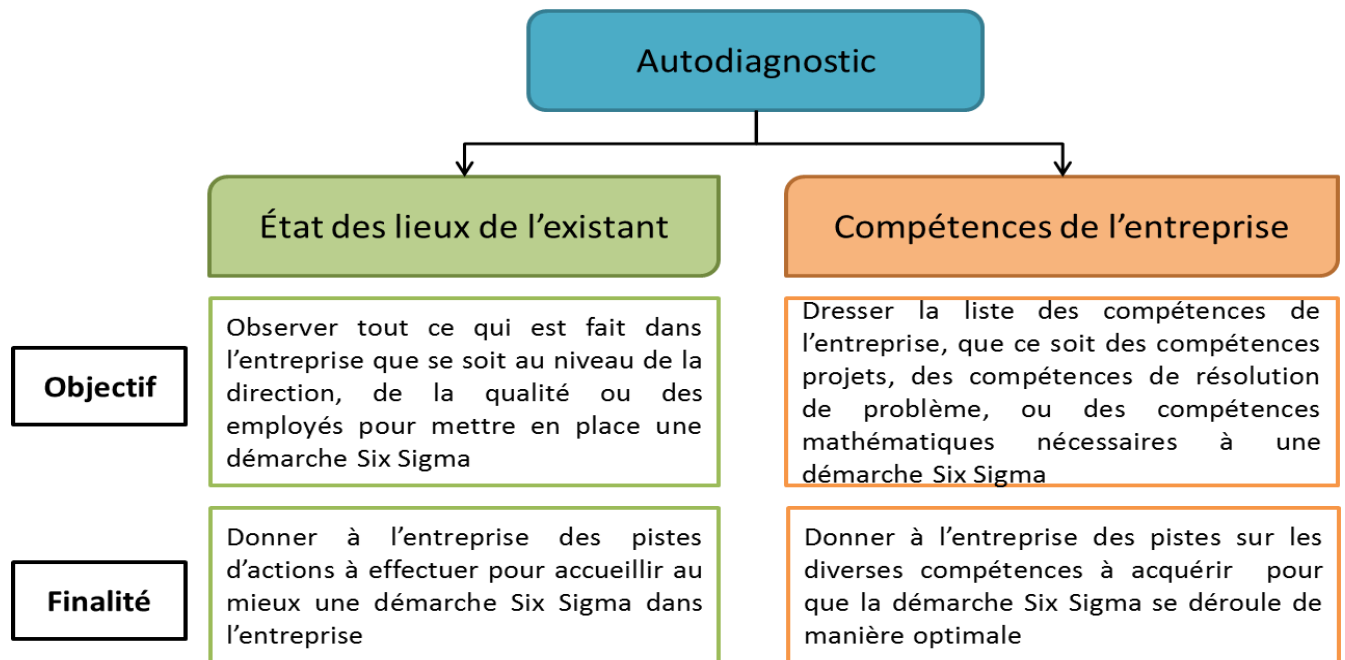 Autodiagnostic
État des lieux de l'existant
Compétences de l'entreprise
Objectif
Observer tout ce qui est fait dans
l'entreprise que se soit au niveau de la
direction, de la qualité ou des
employés pour mettre en place une
démarche Six Sigma
Dresser la liste des compétences de
l'entreprise, que ce soit des compétences
projets, des compétences de résolution
de problème, ou des compétences
mathématiques nécessaires à une
démarche Six Sigma
Finalité
Donner à l'entreprise des pistes
d'actions à effectuer pour accueillir au
mieux une démarche Six Sigma dans
l'entreprise
Donner à l'entreprise des pistes sur les
diverses compétences à acquérir pour
que la démarche Six Sigma se déroule de
manière optimale